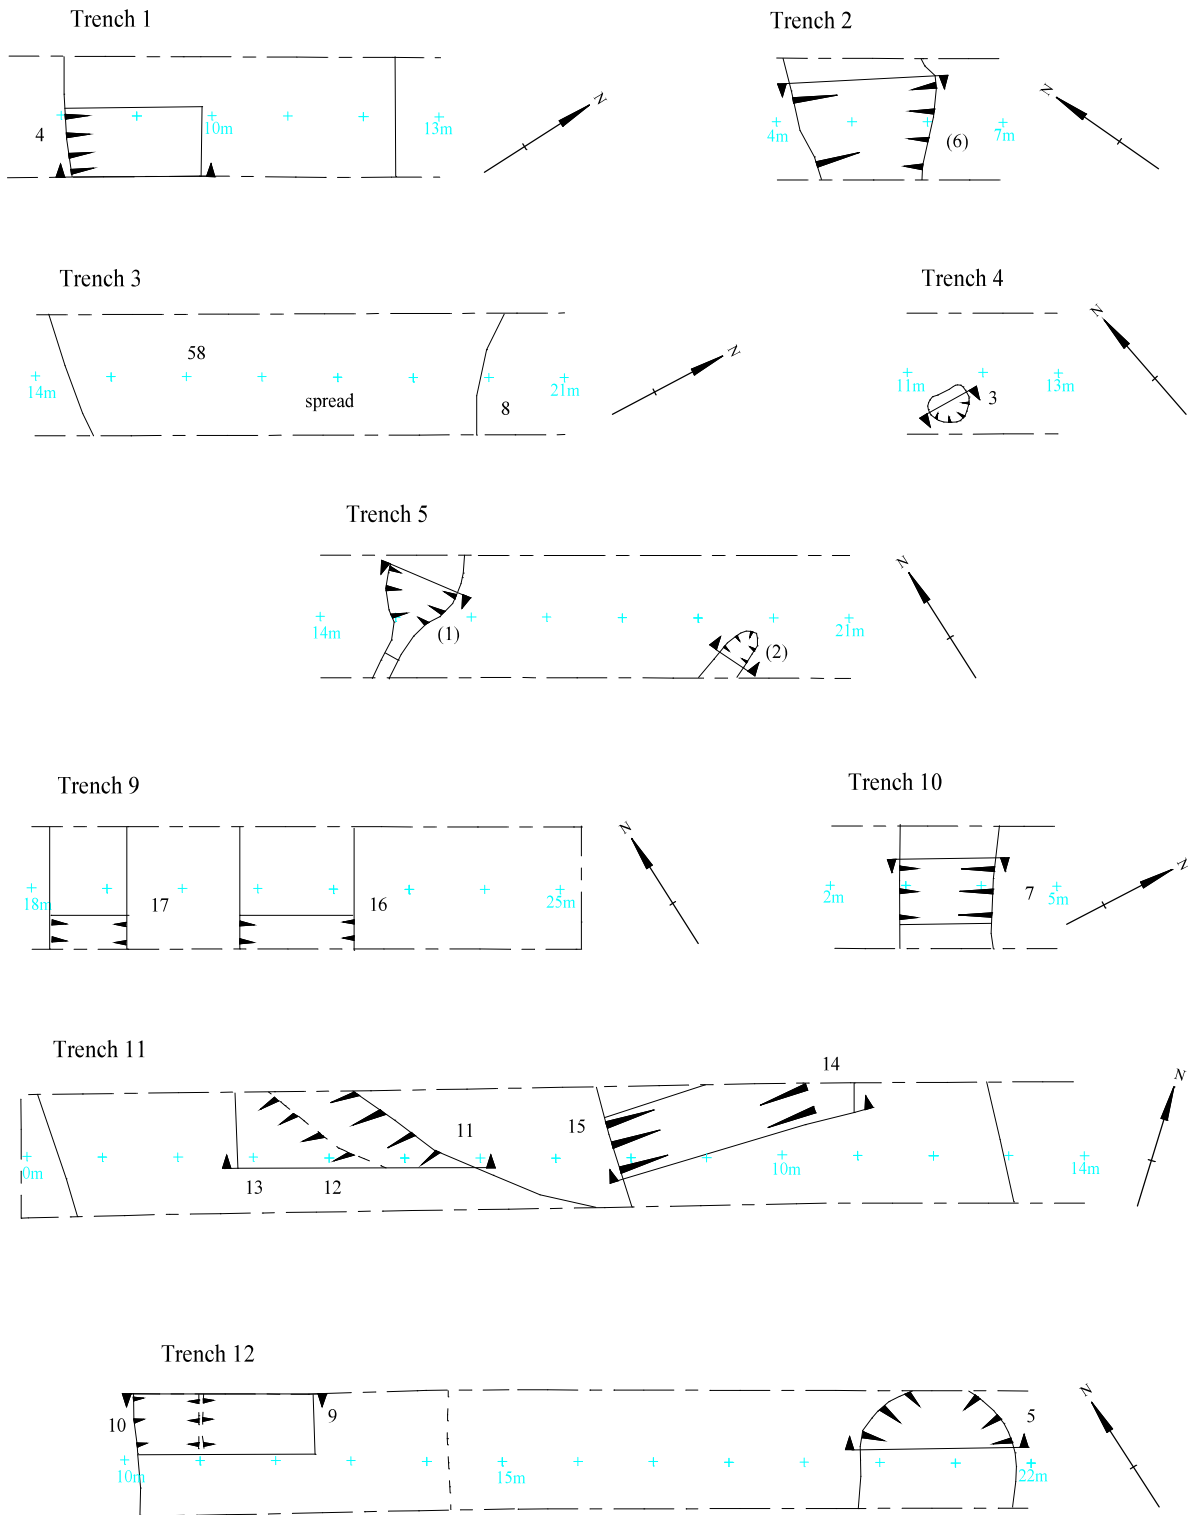 Trench 1
Trench 2
N
N
4
10m
13m
4m
(6)
7m
Trench 3
Trench 4
N
N
58
14m
spread
8
21m
11m
13m
3
Trench 5
N
14m
(1)
(2)
21m
Trench 9
Trench 10
N
N
18m
17
16
25m
2m
7
5m
Trench 11
14
N
15
11
0m
13
12
10m
14m
Trench 12
N
10
9
5
10m
15m
22m